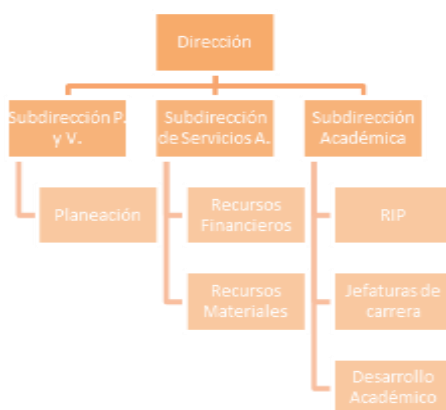 Dirección
Subdirección P.
y V.
Subdirección
de Servicios A.
Subdirección
Académica
Planeación
Recursos
Financieros
RIP
Recursos
Materiales
Jefaturas de
carrera
Desarrollo
Académico